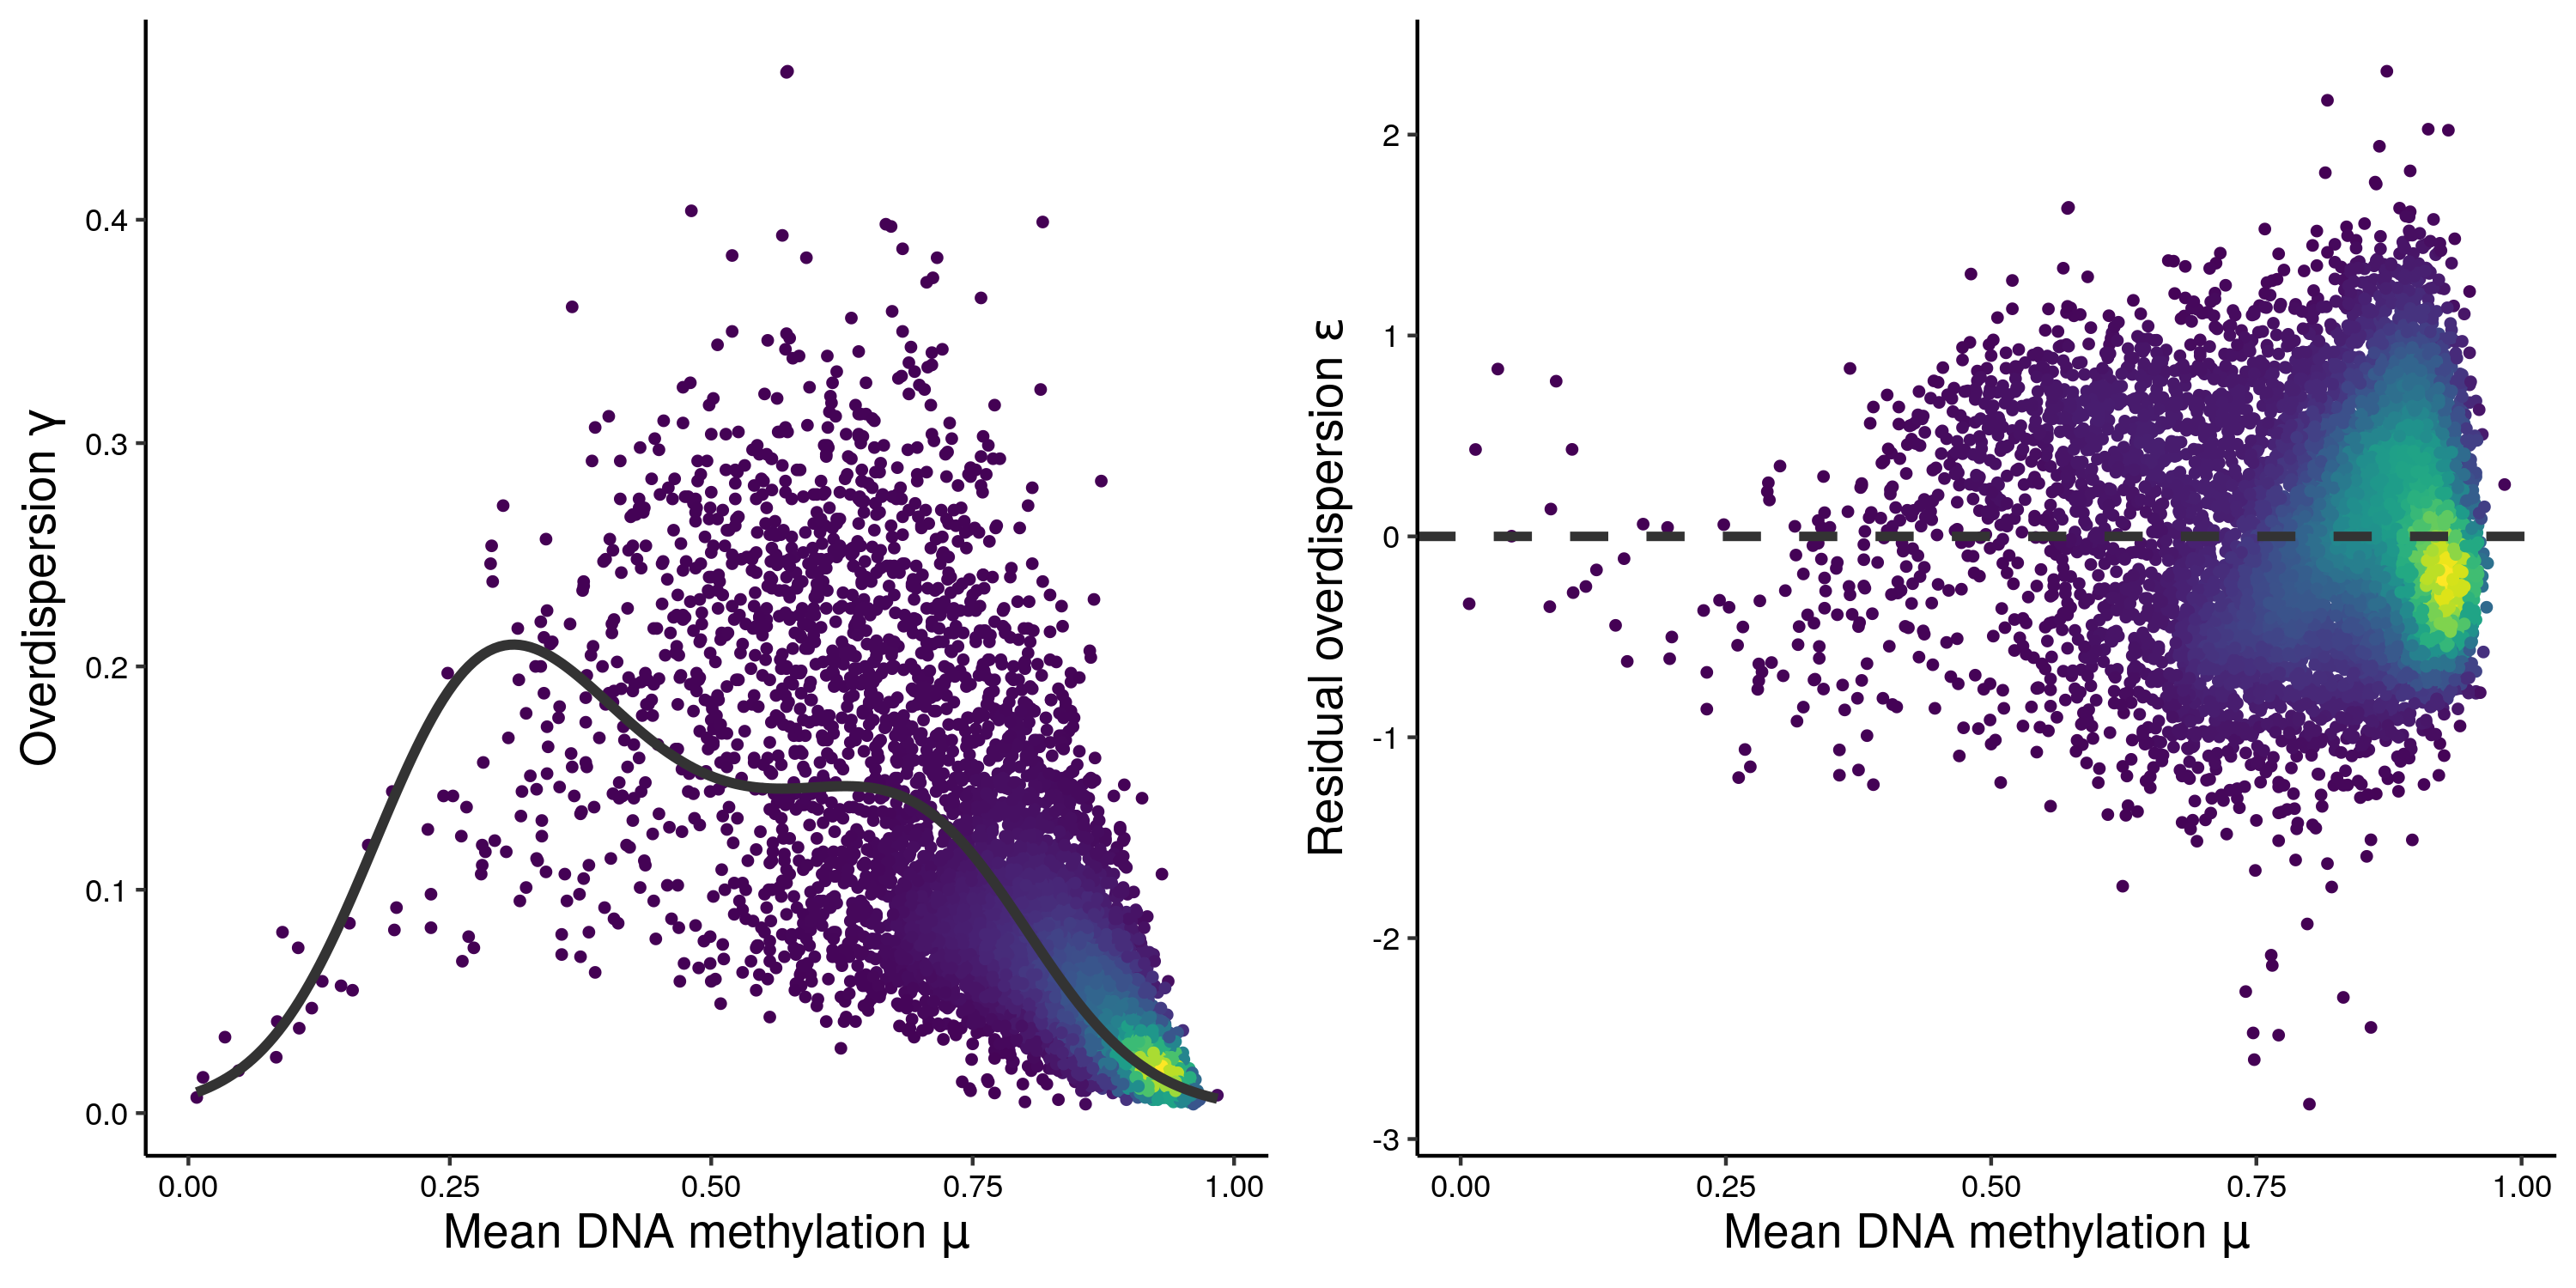 Overdispersion γ
0.4
0.3
0.2
0.1
0.0
0.00 0.25 0.50 0.75 1.00
Mean DNA methylation μ
Residual overdispersion ε
2
1
0
-1
-2
-3
0.00 0.25 0.50 0.75 1.00
Mean DNA methylation μ